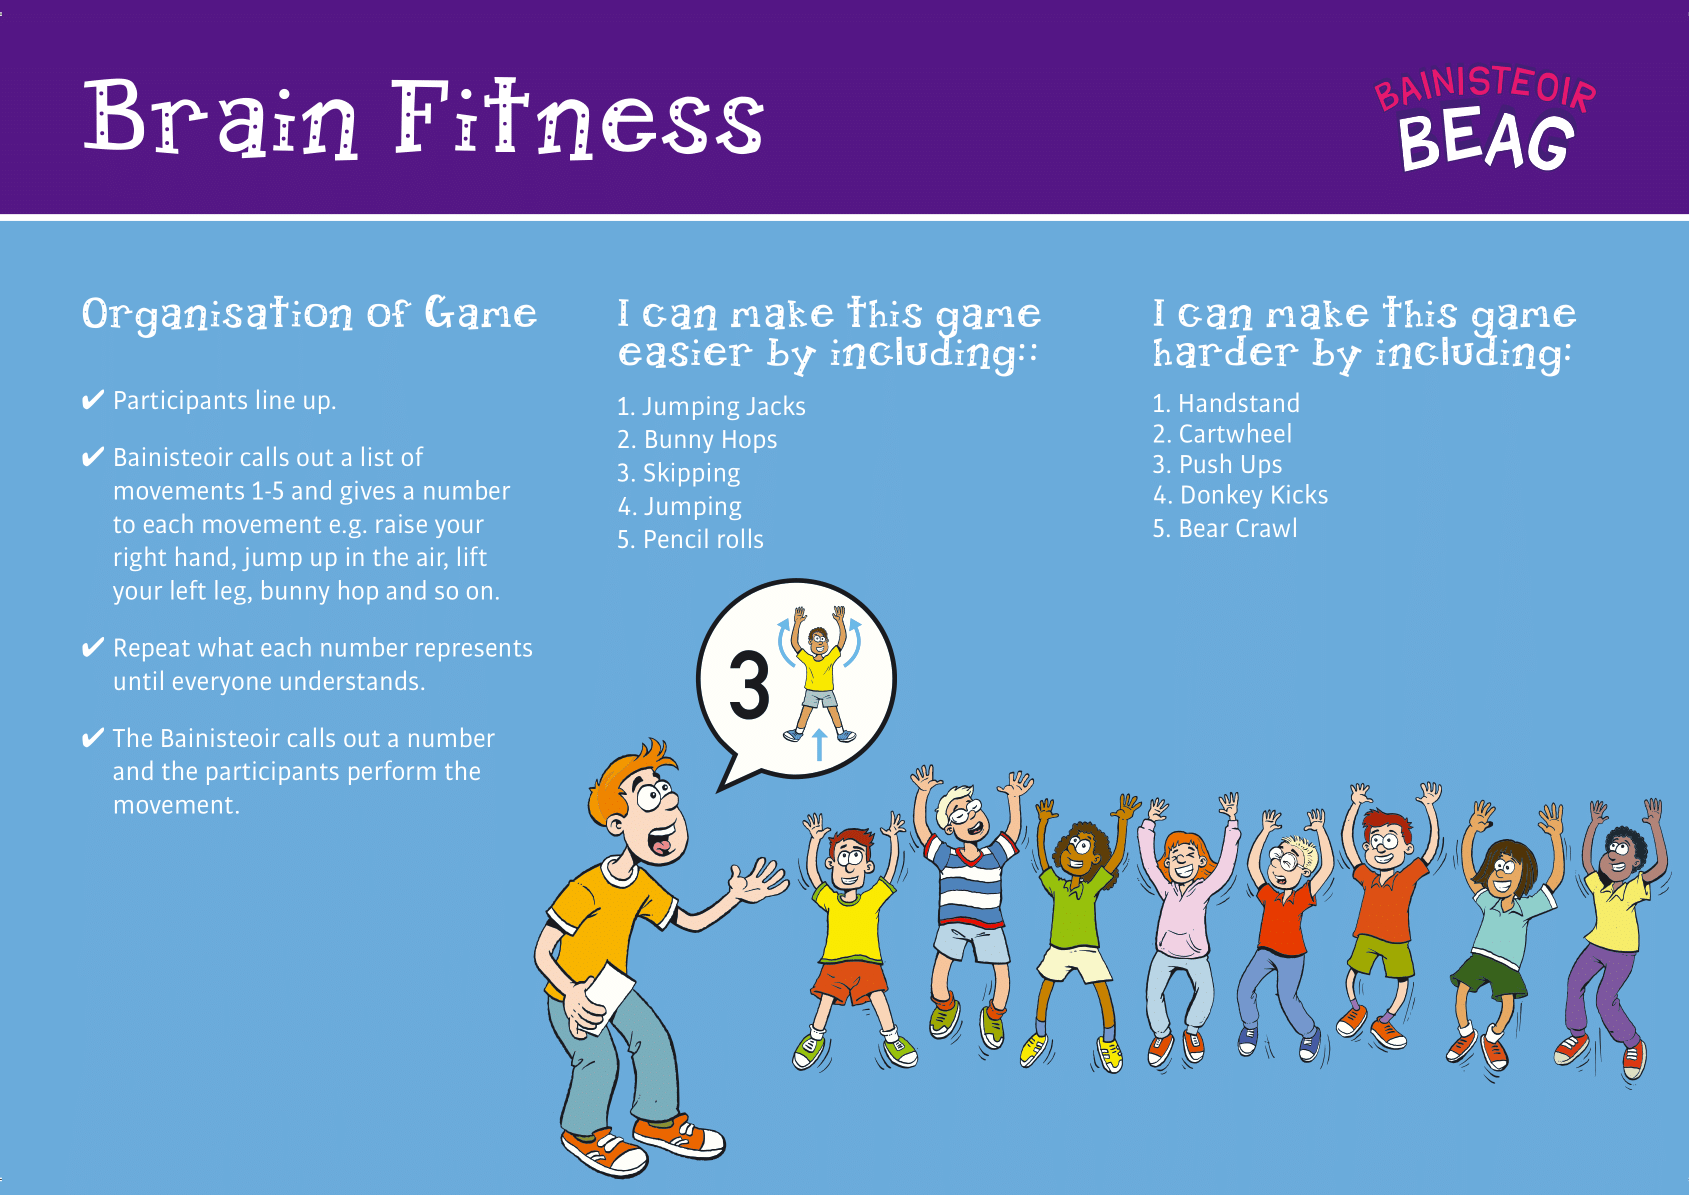 Brain Fitness
BAINISTEOIR
BEAG
Organisation of Game
✔ Participants line up.
✔ Bainisteoir calls out a list of
movements 1-5 and gives a number
to each movement e.g. raise your
right hand, jump up in the air, lift
your left leg, bunny hop and so on.
✔ Repeat what each number represents
until everyone understands.
✔ The Bainisteoir calls out a number
and the participants perform the
movement.
I can make this game
easier by including::
1. Jumping Jacks
2. Bunny Hops
3. Skipping
4. Jumping
5. Pencil rolls
I can make this game
harder by including:
1. Handstand
2. Cartwheel
3. Push Ups
4. Donkey Kicks
5. Bear Crawl
3